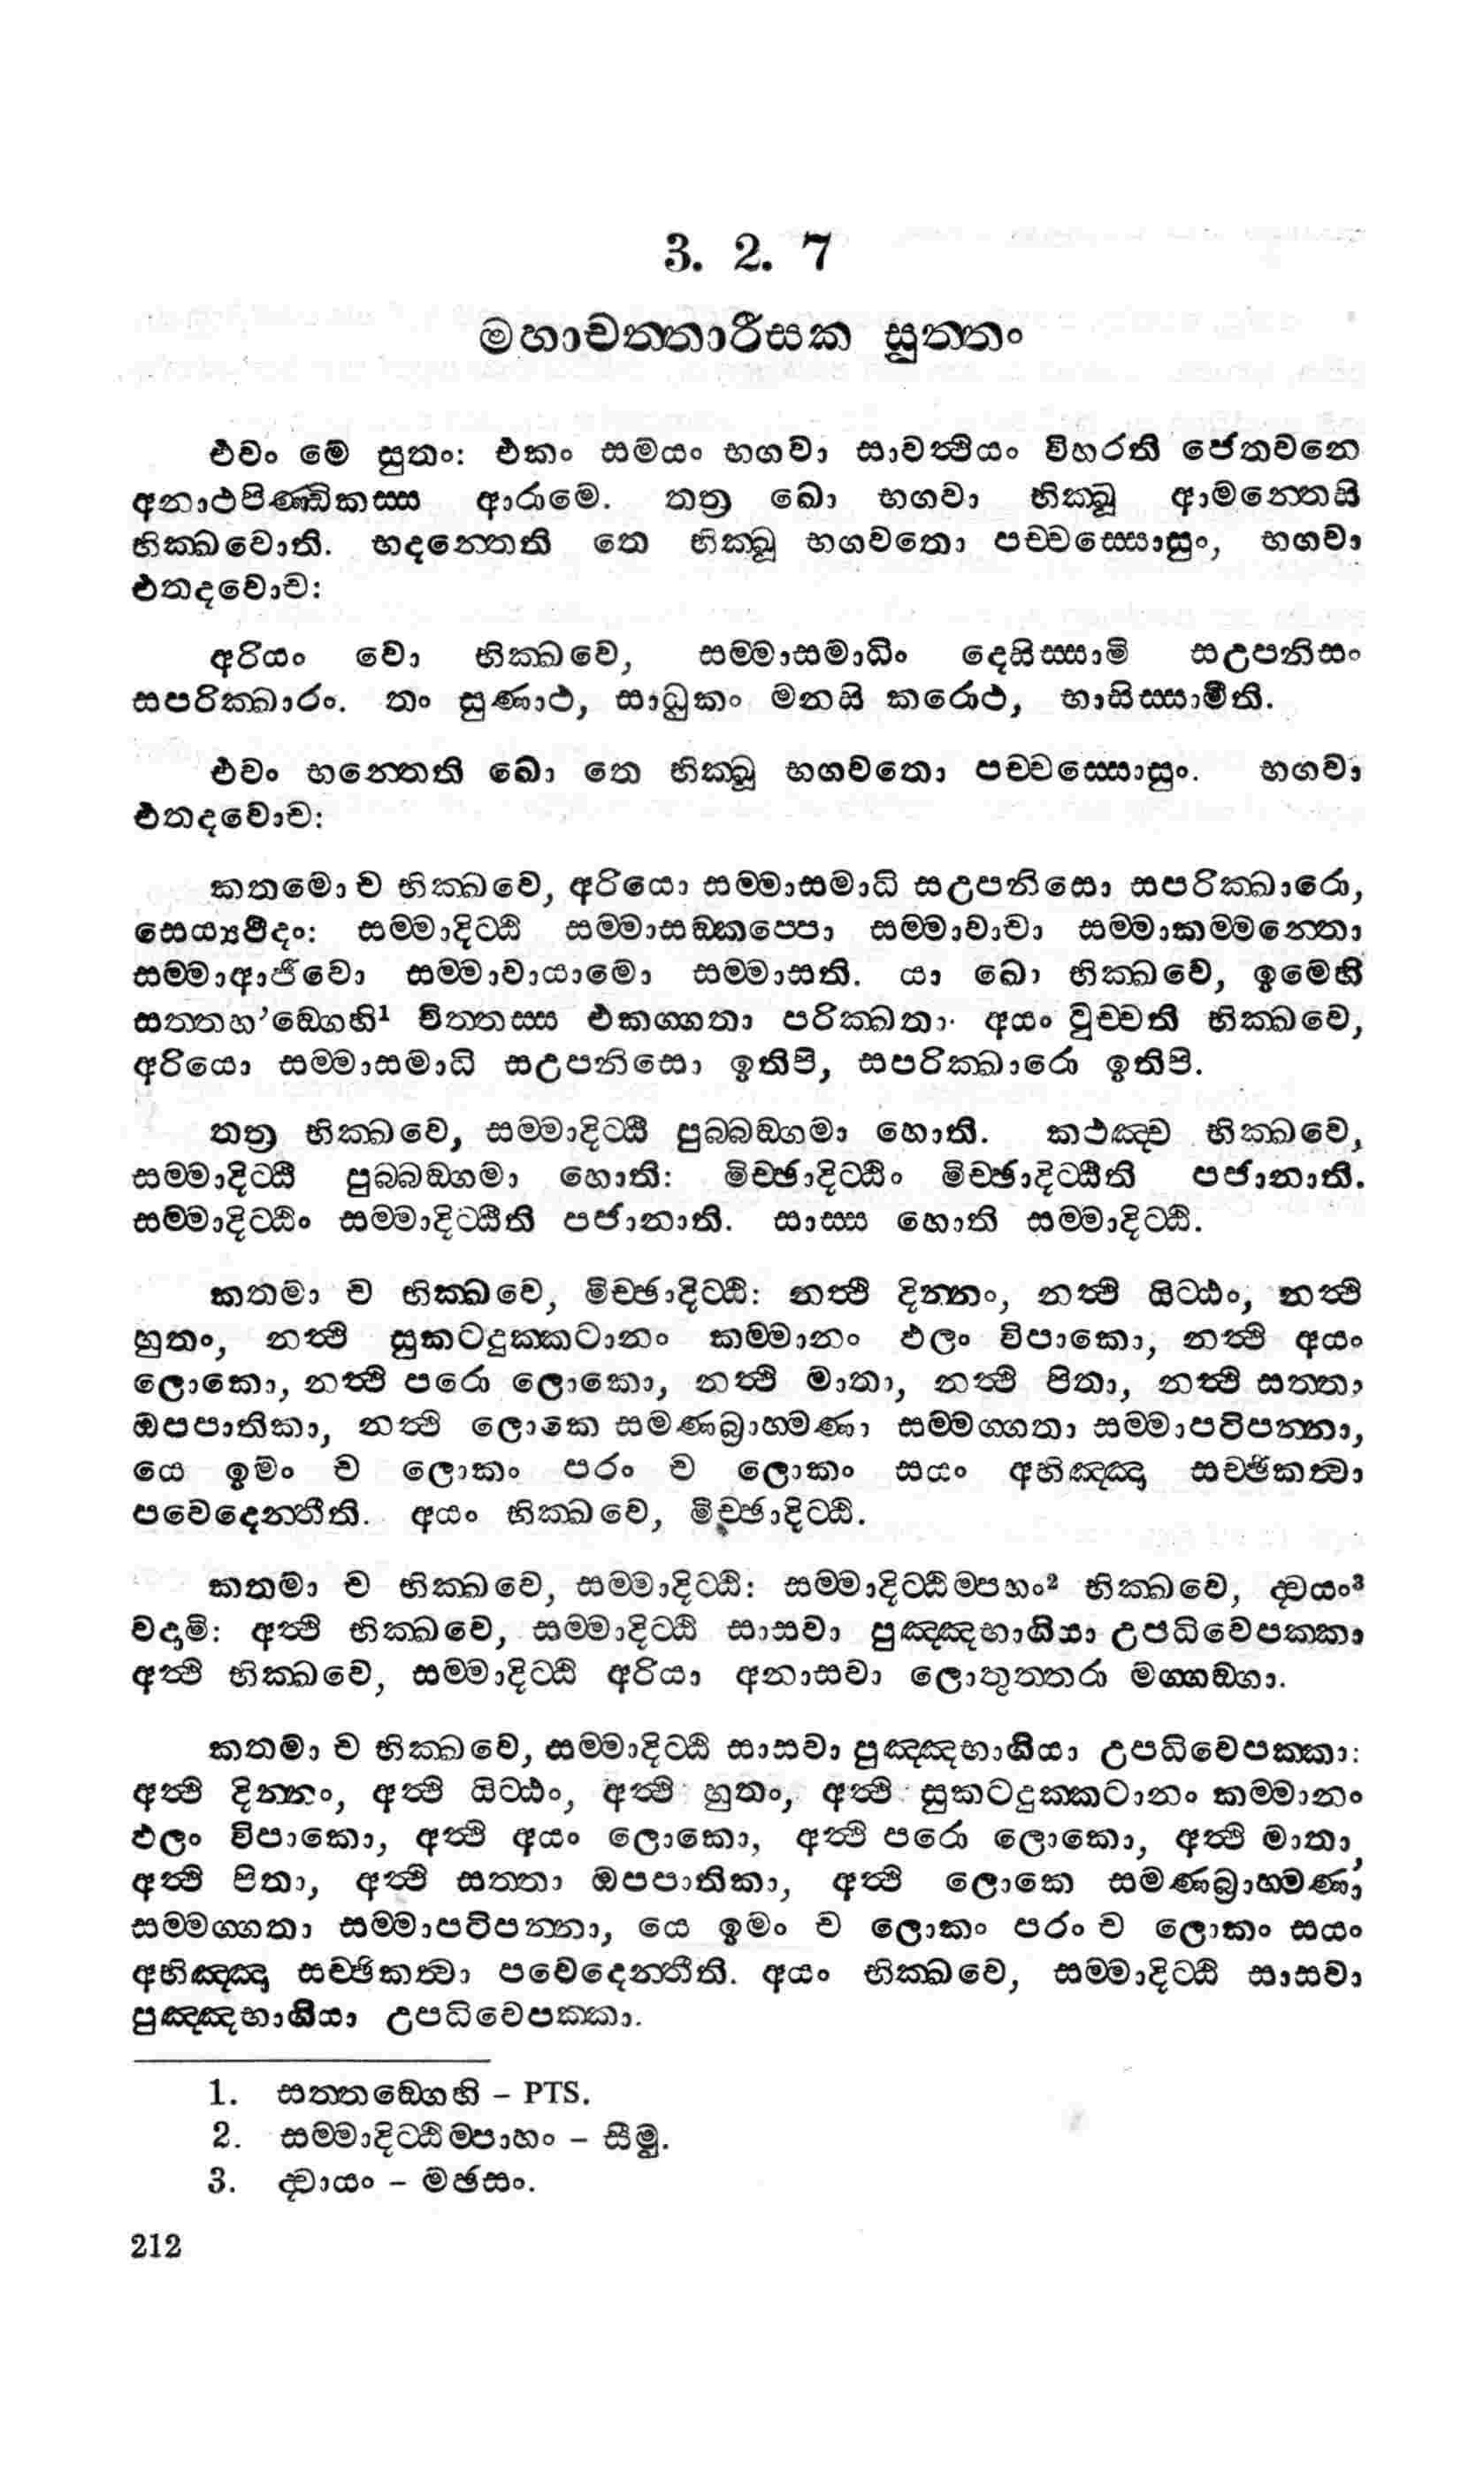 3. 2. 7
මහාචත්තාරීසක සුත්තං
එවං මේ සුතං: එකං සමයං භගවා සාවත්ථියං විහරති ජේතවනෙ
අනාථපිණ්ඩිකස්ස ආරාමෙ. තත්‍ර ඛො භගවා භික්ඛූ ආමන්තෙසි
භික්ඛවොති. භදන්තෙති තෙ භික්ඛූ භගවතො පච්චස්සොසුං, භගවා
එතදවොච:
අරියං වො භික්ඛවෙ, සම්මාසමාධිං දෙසිස්සාමි සඋපනිසං
සපරික්ඛාරං. තං සුණාථ, සාධුකං මනසි කරොථ, භාසිස්සාමීති.
එවං භන්තෙති ඛො තෙ භික්ඛූ භගවතො පච්චස්සොසුං. භගවා
එතදවොච:
කතමො ච භික්ඛවෙ, අරියො සම්මාසමාධි සඋපනිසො සපරික්ඛාරො,
සෙය්‍යථීදං: සම්මාදිට්ඨි සම්මාසඞ්කප්පො සම්මාවාචා සම්මාකම්මන්තො
සම්මාආජීවො සම්මාවායාමො සම්මාසති. යා ඛො භික්ඛවෙ, ඉමෙහි
සත්තහ'ඞ්ගෙහි¹ චිත්තස්ස එකග්ගතා පරික්ඛතා. අයං වුච්චති භික්ඛවෙ,
අරියො සම්මාසමාධි සඋපනිසො ඉතිපි, සපරික්ඛාරො ඉතිපි.
තත්‍ර භික්ඛවෙ, සම්මාදිට්ඨි පුබ්බඞ්ගමා හොති. කථඤ්ච භික්ඛවෙ,
සම්මාදිට්ඨි පුබ්බඞ්ගමා හොති: මිච්ඡාදිට්ඨිං මිච්ඡාදිට්ඨීති පජානාති.
සම්මාදිට්ඨිං සම්මාදිට්ඨීති පජානාති. සාස්ස හොති සම්මාදිට්ඨි.
කතමා ච භික්ඛවෙ, මිච්ඡාදිට්ඨි: නත්ථි දින්නං, නත්ථි යිට්ඨං, නත්ථි
හුතං, නත්ථි සුකටදුක්කටානං කම්මානං ඵලං විපාකො, නත්ථි අයං
ලොකො, නත්ථි පරො ලොකො, නත්ථි මාතා, නත්ථි පිතා, නත්ථි සත්තා
ඔපපාතිකා, නත්ථි ලොකෙ සමණබ්‍රාහ්මණා සම්මග්ගතා සම්මාපටිපන්නා,
යෙ ඉමං ච ලොකං පරං ච ලොකං සයං අභිඤ්ඤා සච්ඡිකත්වා
පවෙදෙන්තීති. අයං භික්ඛවෙ, මිච්ඡාදිට්ඨි.
කතමා ච භික්ඛවෙ, සම්මාදිට්ඨි: සම්මාදිට්ඨිම්පහං² භික්ඛවෙ, ද්වයං³
වදාමි: අත්ථි භික්ඛවෙ, සම්මාදිට්ඨි සාසවා පුඤ්ඤභාගියා උපධිවෙපක්කා
අත්ථි භික්ඛවෙ, සම්මාදිට්ඨි අරියා අනාසවා ලොතුත්තරා මග්ගඞ්ගා.
කතමා ච භික්ඛවෙ, සම්මාදිට්ඨි සාසවා පුඤ්ඤභාගියා උපධිවෙපක්කා:
අත්ථි දින්නං, අත්ථි යිට්ඨං, අත්ථි හුතං, අත්ථි සුකටදුක්කටානං කම්මානං
ඵලං විපාකො, අත්ථි අයං ලොකො, අත්ථි පරො ලොකො, අත්ථි මාතා,
අත්ථි පිතා, අත්ථි සත්තා ඔපපාතිකා, අත්ථි ලොකෙ සමණබ්‍රාහ්මණා,
සම්මග්ගතා සම්මාපටිපන්නා, යෙ ඉමං ච ලොකං පරං ච ලොකං සයං
අභිඤ්ඤා සච්ඡිකත්වා පවෙදෙන්තීති. අයං භික්ඛවෙ, සම්මාදිට්ඨි සාසවා
පුඤ්ඤභාගියා උපධිවෙපක්කා.
1. සත්තඞ්ගෙහි – PTS.
2. සම්මාදිට්ඨිම්පාහං – සීමු.
3. ද්වායං – මඡසං.
212